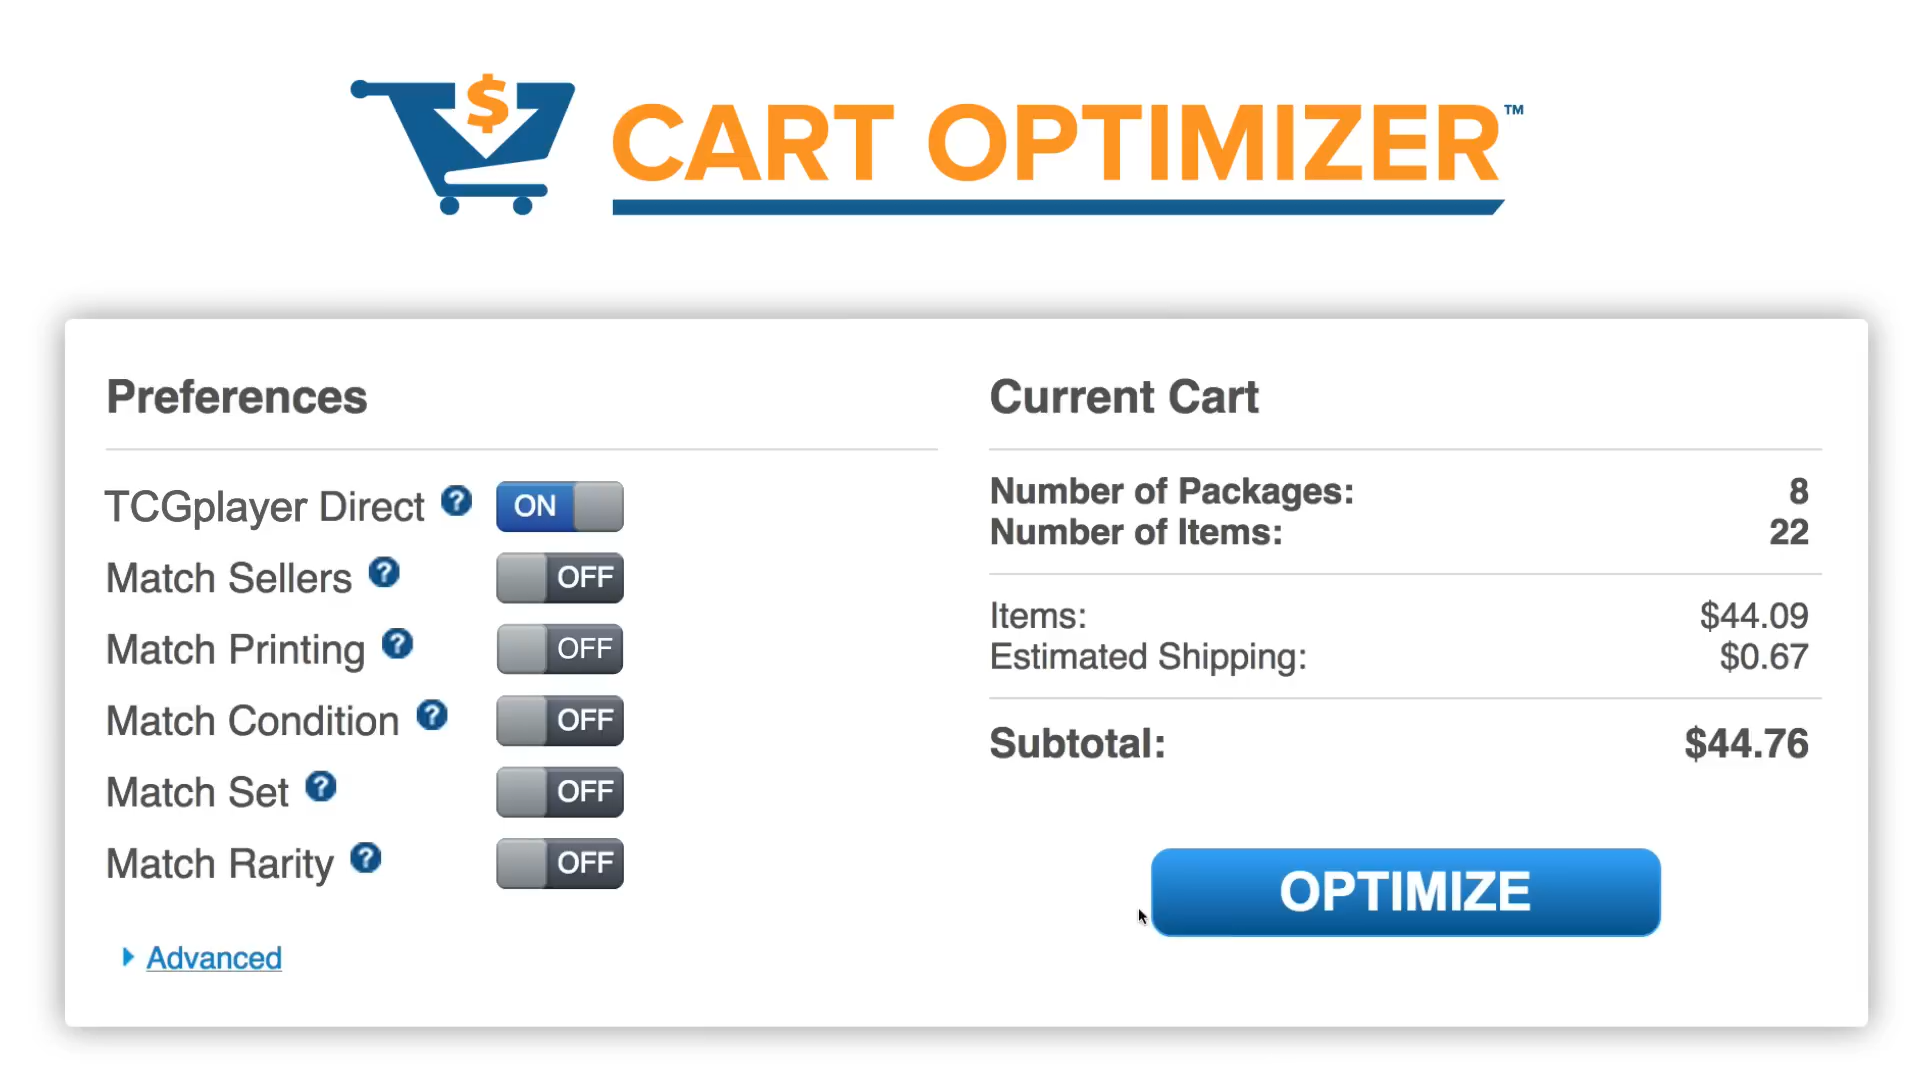 $
CART OPTIMIZER™
Preferences
TCGplayer Direct ? ON
Match Sellers ? OFF
Match Printing ? OFF
Match Condition ? OFF
Match Set ? OFF
Match Rarity ? OFF
Advanced
Current Cart
Number of Packages: 8
Number of Items: 22
Items: $44.09
Estimated Shipping: $0.67
Subtotal: $44.76
OPTIMIZE